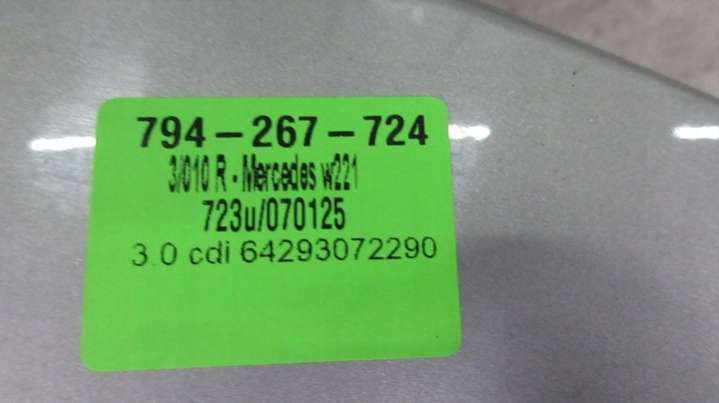 794-267-724
3/010 R - Mercedes w221
723u/070125
3.0 cdi 64293072290